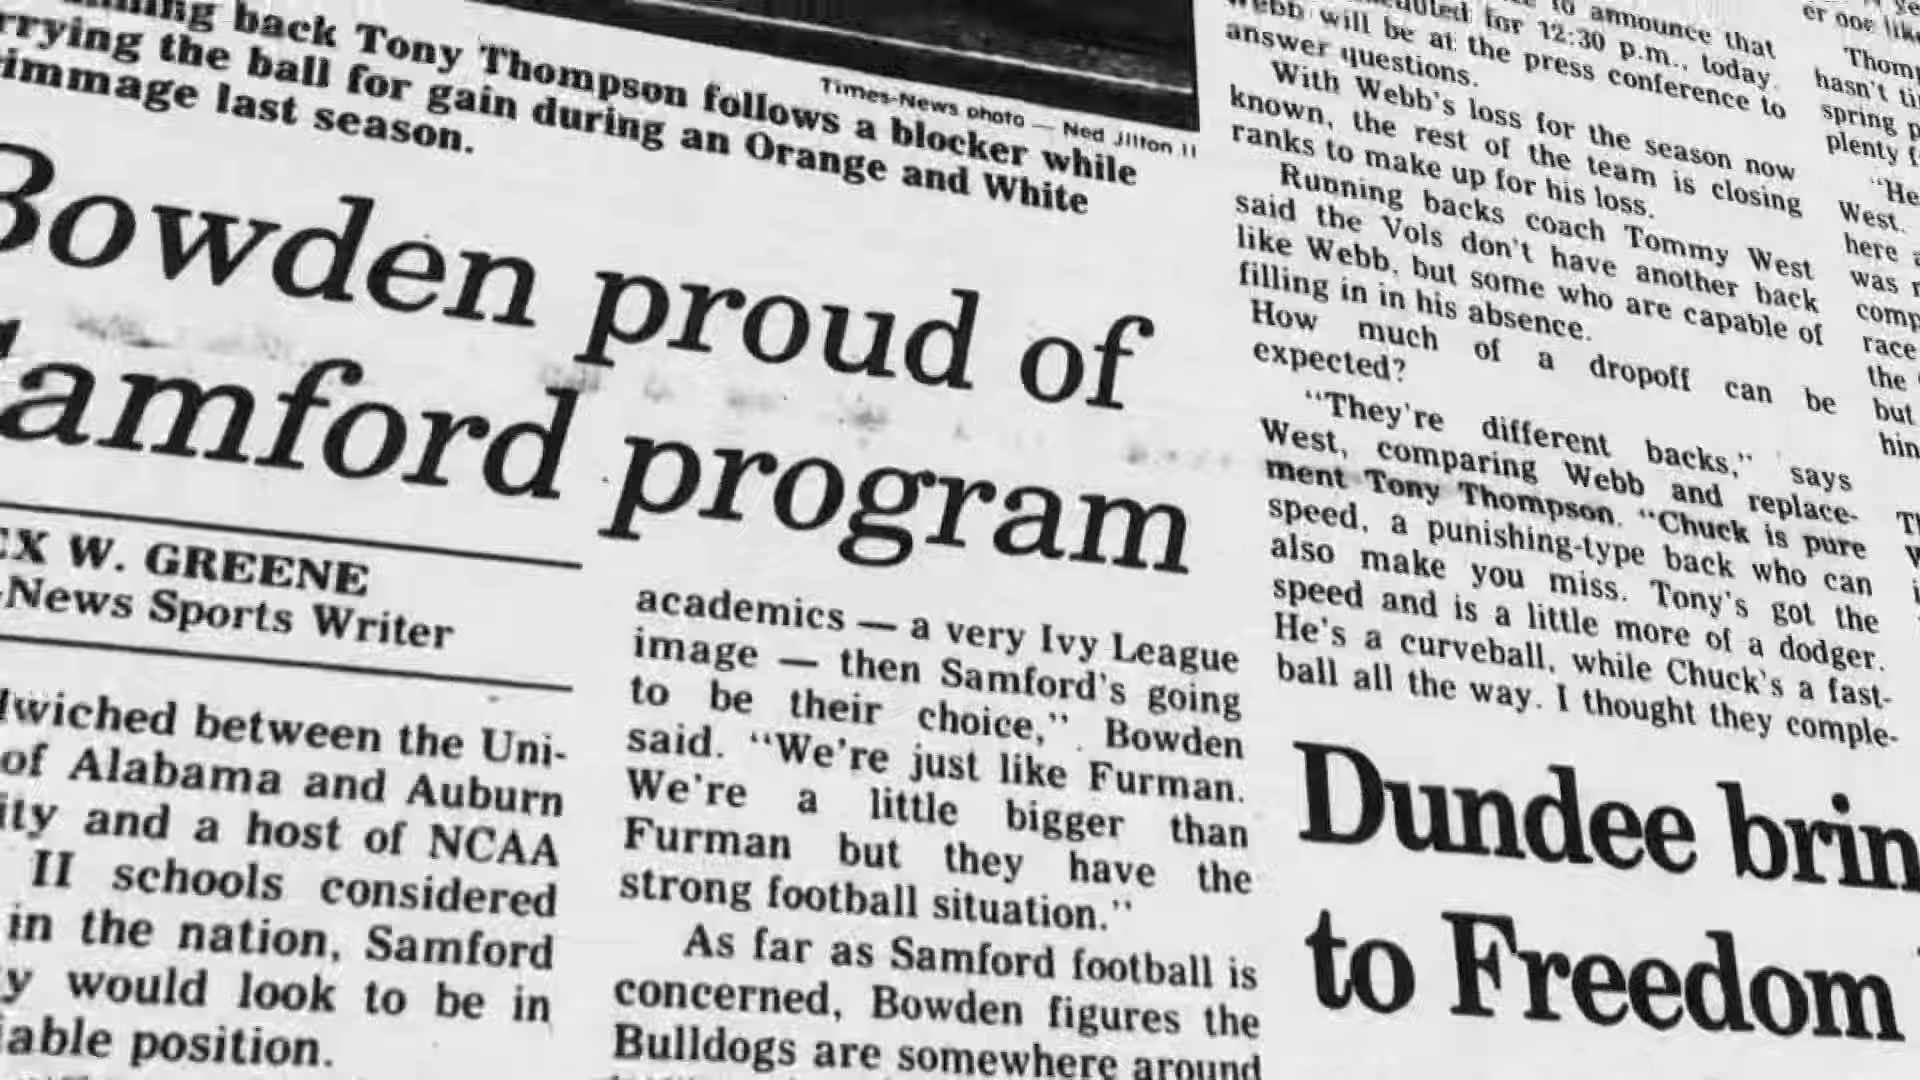 back Tony Thompson follows a blocker while
the ball for gain during an Orange and White
last season.
Times-News photo — Ned Jilton II
Bowden proud of
Samford program
W. GREENE
News Sports Writer
between the Uni-
of Alabama and Auburn
and a host of NCAA
II schools considered
in the nation, Samford
would look to be in
position.
academics — a very Ivy League
image — then Samford's going
to be their choice,” Bowden
said. “We're just like Furman.
We're a little bigger than
Furman but they have the
strong football situation.”
As far as Samford football is
concerned, Bowden figures the
Bulldogs are somewhere around
to announce that
for 12:30 p.m., today.
Webb will be at the press conference to
answer questions.
With Webb's loss for the season now
known, the rest of the team is closing
ranks to make up for his loss.
Running backs coach Tommy West
said the Vols don't have another back
like Webb, but some who are capable of
filling in in his absence.
How much of a dropoff can be
expected?
“They're different backs,” says
West, comparing Webb and replace-
ment Tony Thompson. “Chuck is pure
speed, a punishing-type back who can
also make you miss. Tony's got the
speed and is a little more of a dodger.
He's a curveball, while Chuck's a fast-
ball all the way. I thought they comple-
Dundee
to Freedom
er one
hasn't
spring
plenty
“He
West.
here
was
race
the
but